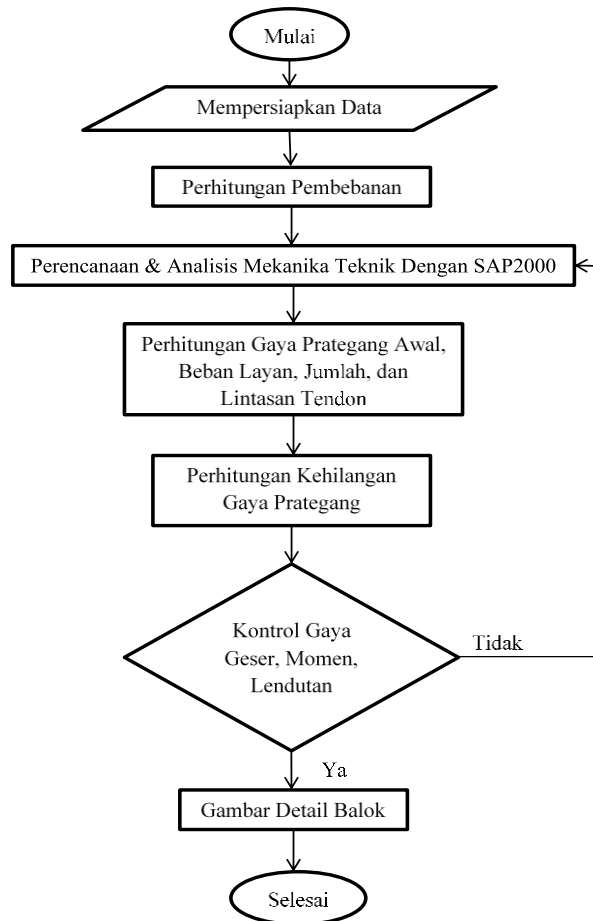 Mulai
Mempersiapkan Data
Perhitungan Pembebanan
Perencanaan & Analisis Mekanika Teknik Dengan SAP2000
Perhitungan Gaya Prategang Awal,
Beban Layan, Jumlah, dan
Lintasan Tendon
Perhitungan Kehilangan
Gaya Prategang
Kontrol Gaya
Geser, Momen,
Lendutan
Tidak
Ya
Gambar Detail Balok
Selesai